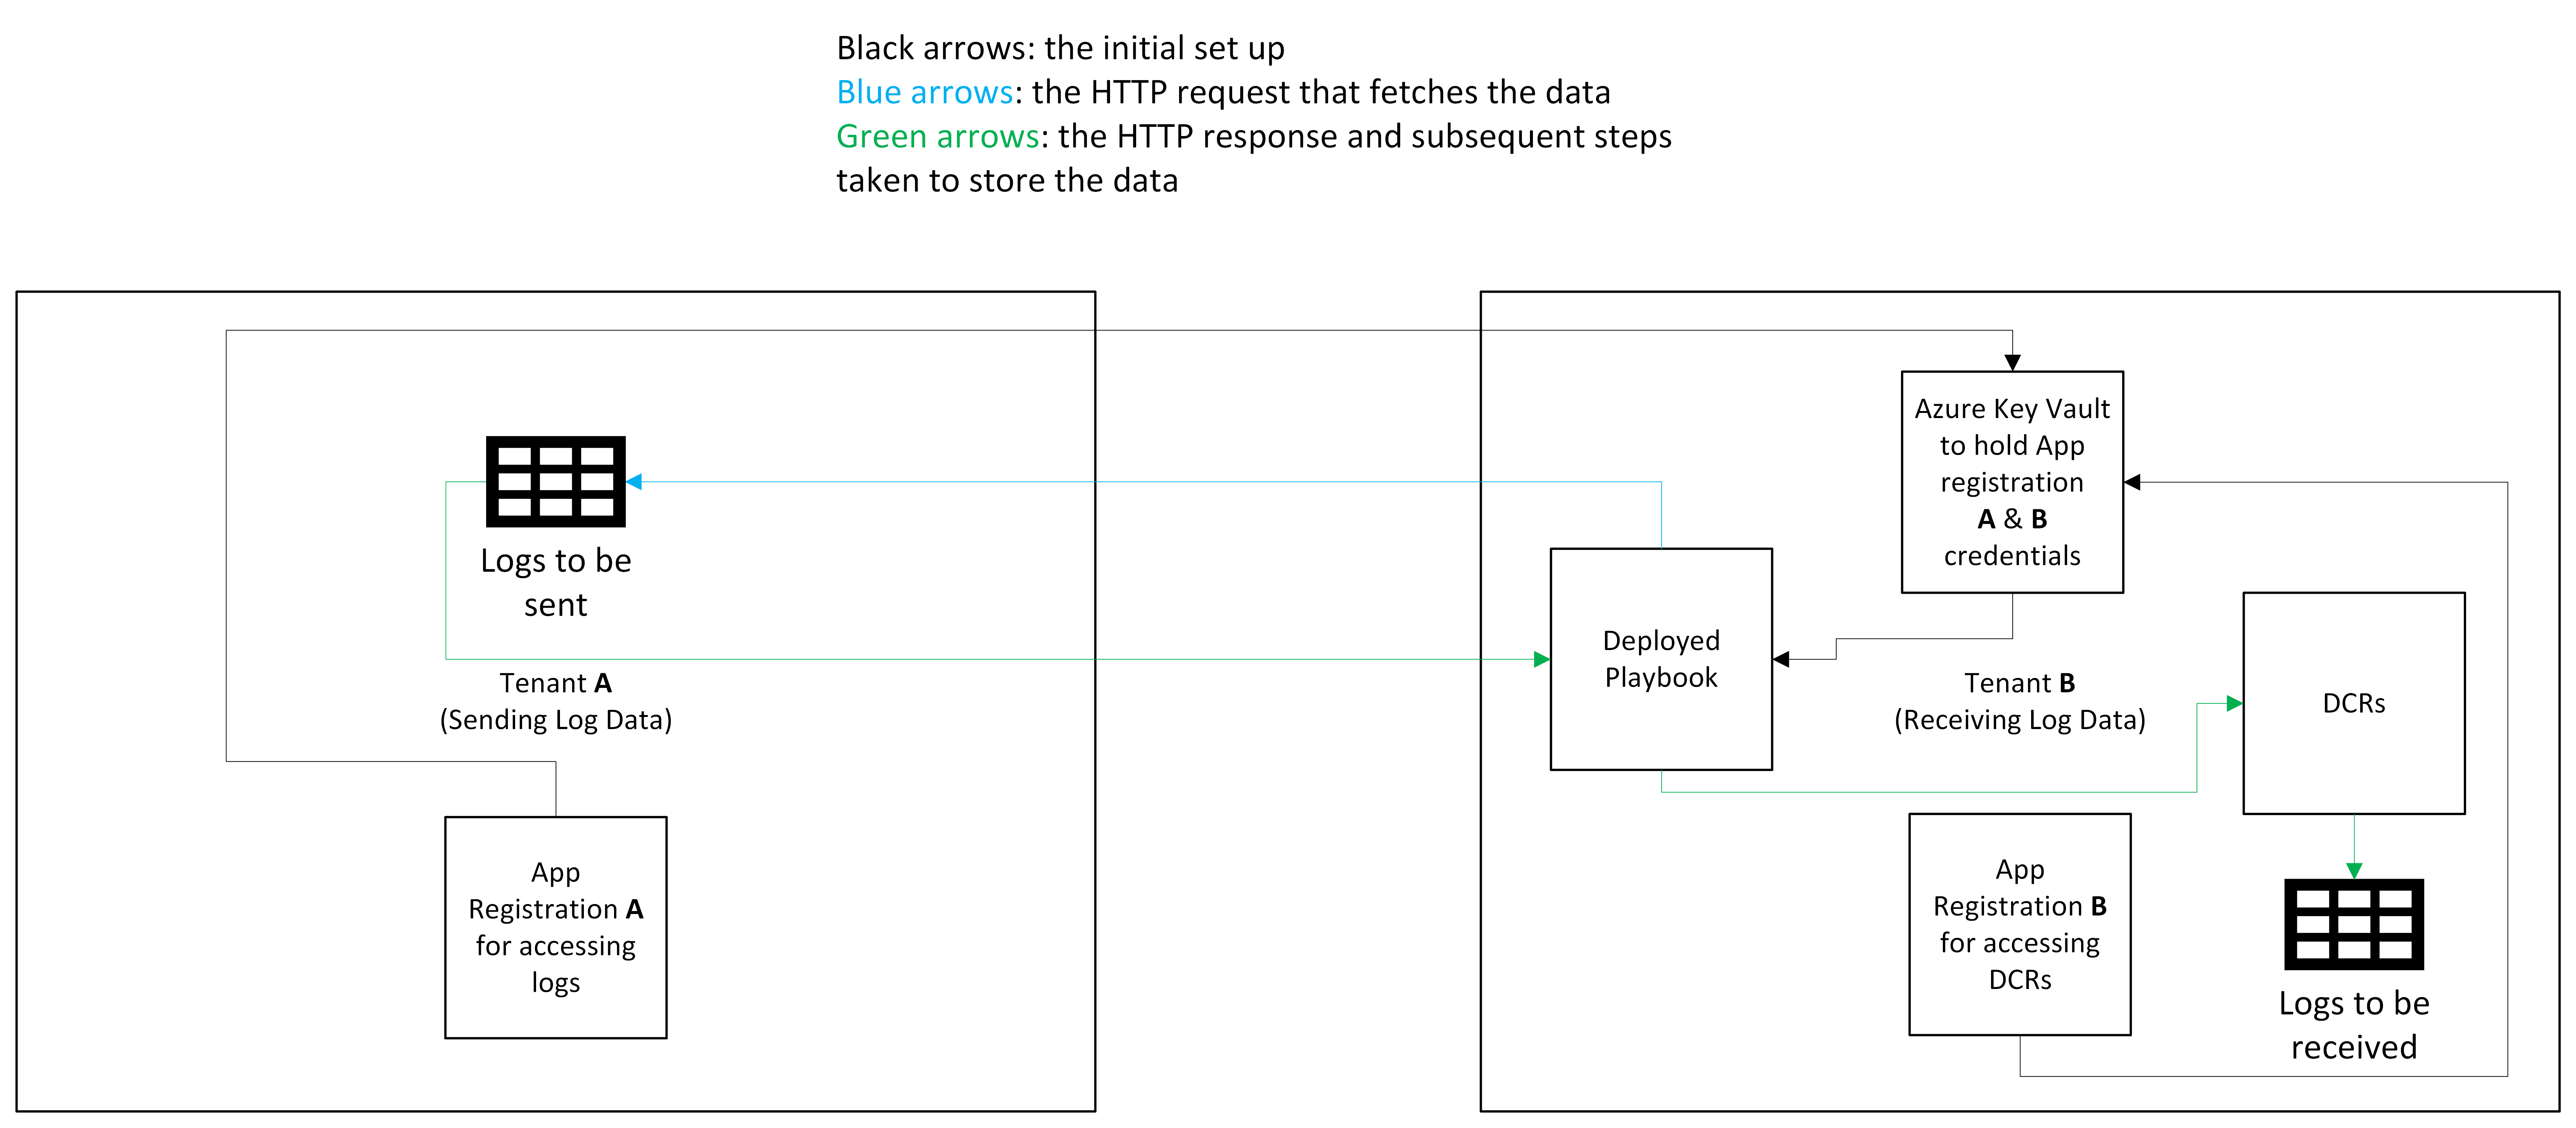 Black arrows: the initial set up
Blue arrows: the HTTP request that fetches the data
Green arrows: the HTTP response and subsequent steps
taken to store the data
Logs to be
sent
Tenant A
(Sending Log Data)
App
Registration A
for accessing
logs
Azure Key Vault
to hold App
registration
A & B
credentials
Deployed
Playbook
Tenant B
(Receiving Log Data)
DCRs
App
Registration B
for accessing
DCRs
Logs to be
received